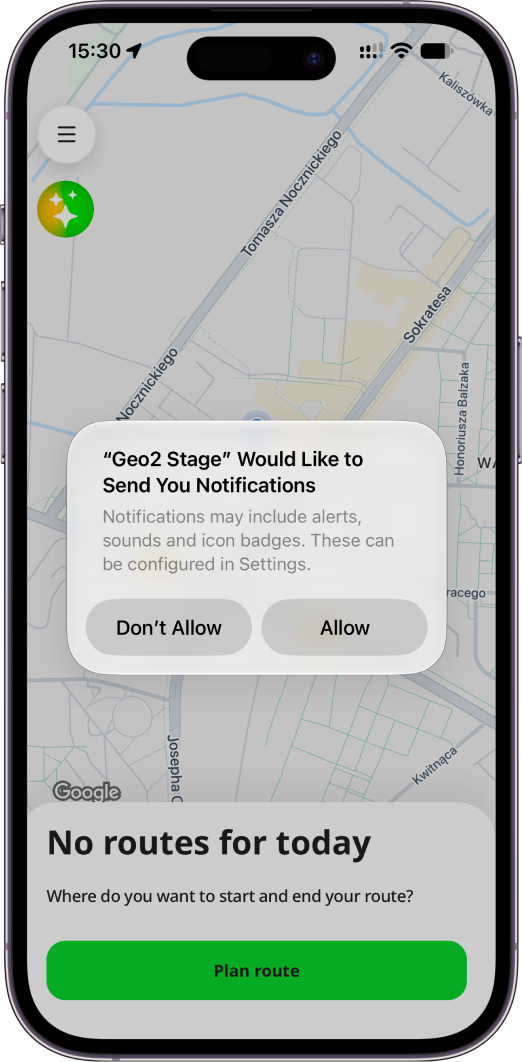 15:30
Kaliszówka
Tomasza Nocznickiego
Sokratesa
Nocznickiego
Honoriusza Balzaka
“Geo2 Stage” Would Like to
Send You Notifications
Notifications may include alerts,
sounds and icon badges. These can
be configured in Settings.
Don’t Allow
Allow
racego
Kwitnąca
Josepha C
Google
No routes for today
Where do you want to start and end your route?
Plan route